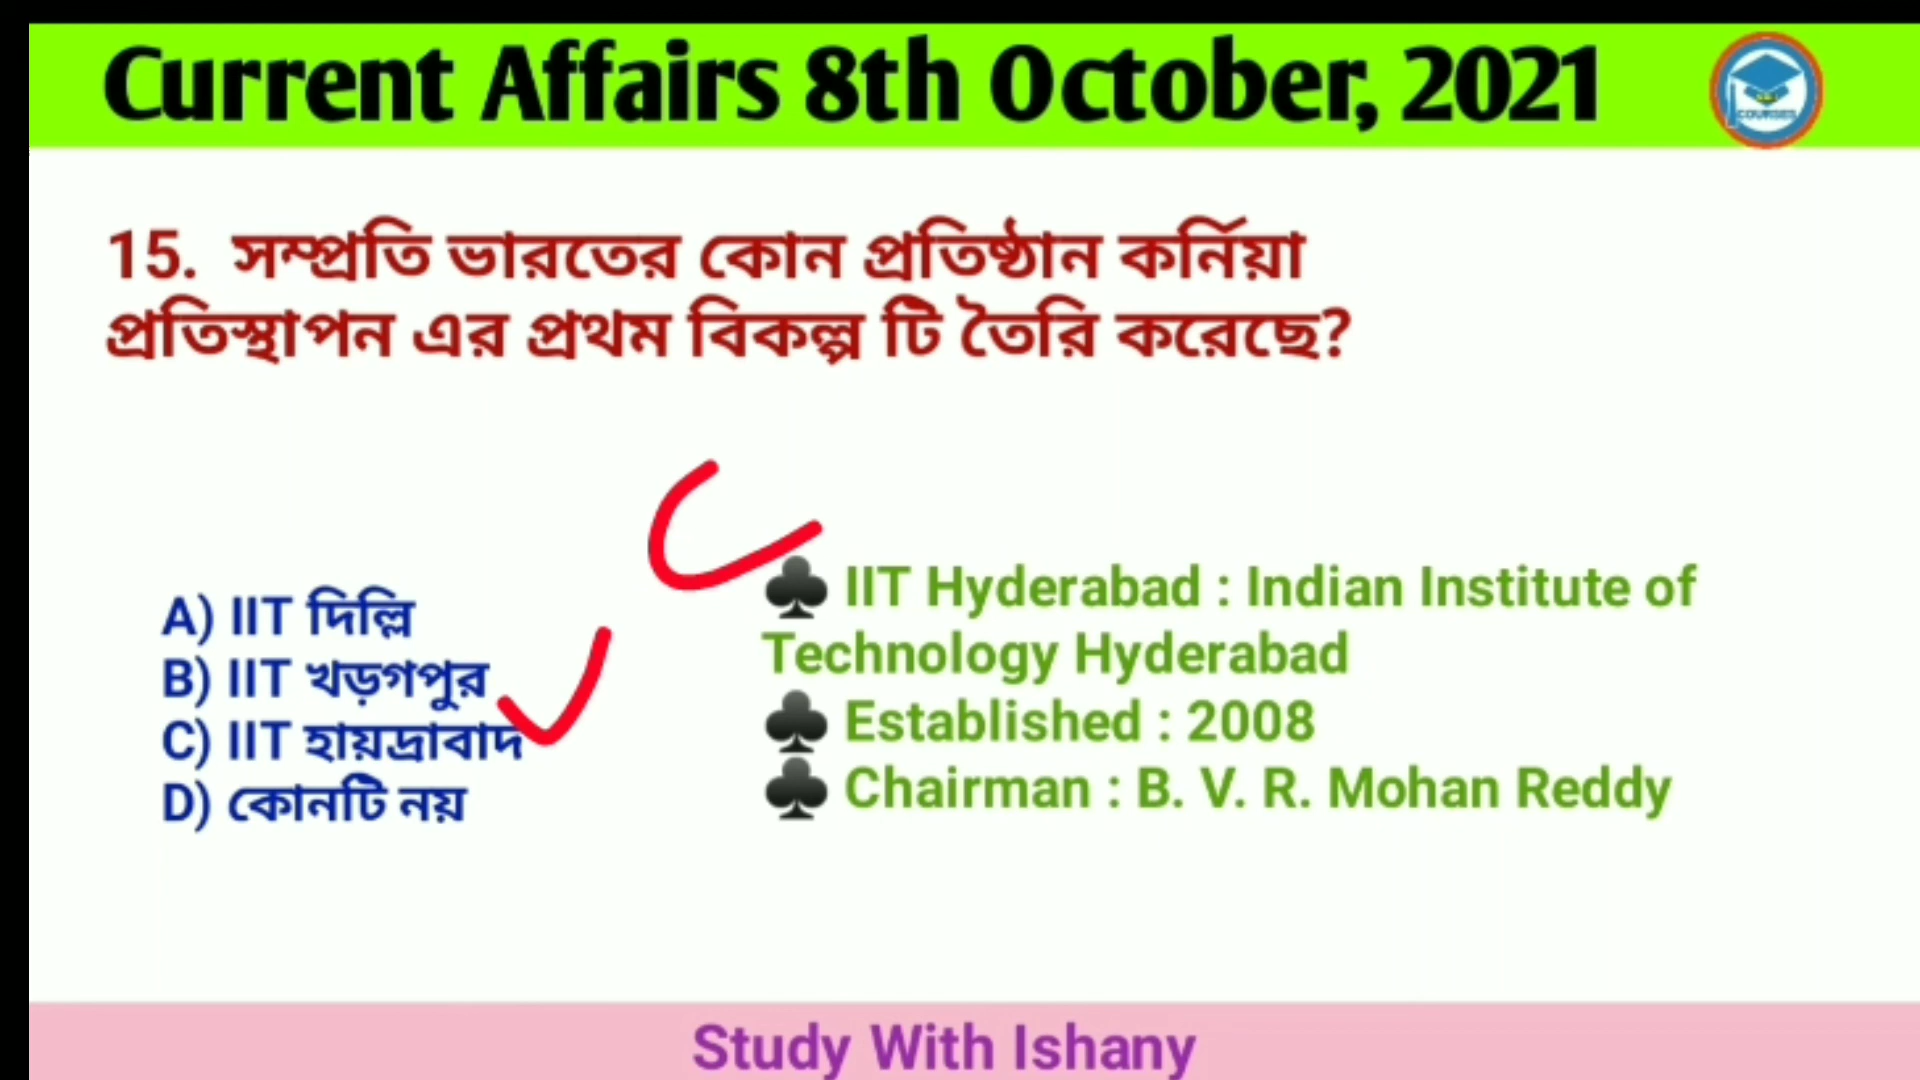 Current Affairs 8th October, 2021
COURSES
15. সম্প্রতি ভারতের কোন প্রতিষ্ঠান কর্নিয়া
প্রতিস্থাপন এর প্রথম বিকল্প টি তৈরি করেছে?
A) IIT দিল্লি
B) IIT খড়গপুর
C) IIT হায়দ্রাবাদ
D) কোনটি নয়
♣ IIT Hyderabad : Indian Institute of
Technology Hyderabad
♣ Established : 2008
♣ Chairman : B. V. R. Mohan Reddy
Study With Ishany